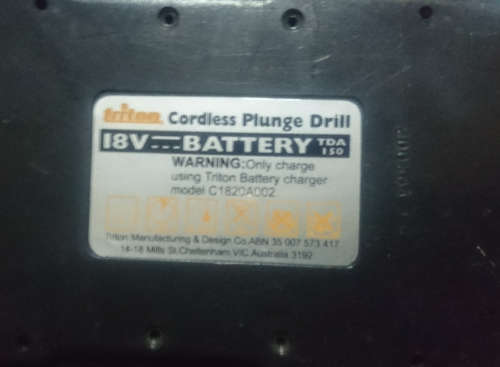 triton Cordless Plunge Drill
18V BATTERY TDA 150
WARNING:Only charge
using Triton Battery charger
model C1820A002
Triton Manufacturing & Design Co.ABN 35 007 573 417
14-18 Mills St.Cheltenham.VIC.Australia 3192